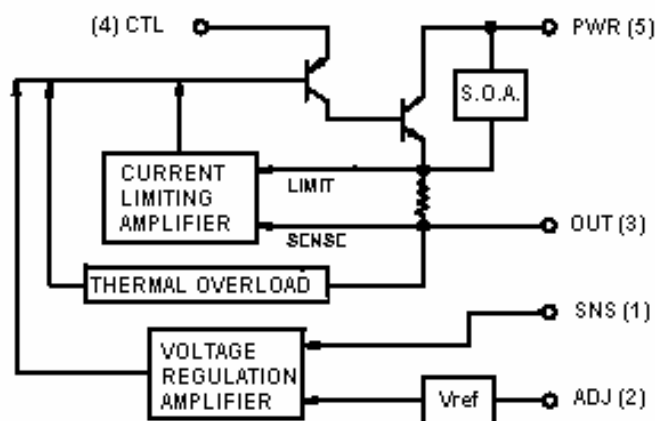 (4) CTL
PWR (5)
S.O.A.
CURRENT
LIMITING
AMPLIFIER
LIMIT
SENSE
OUT (3)
THERMAL OVERLOAD
SNS (1)
VOLTAGE
REGULATION
AMPLIFIER
Vref
ADJ (2)